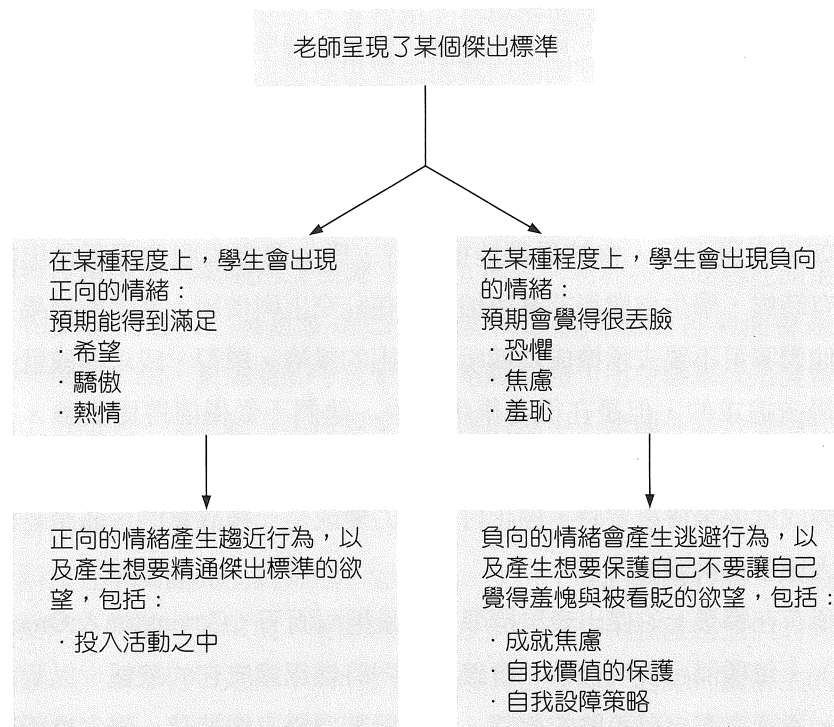 老師呈現了某個傑出標準
在某種程度上，學生會出現
正向的情緒：
預期能得到滿足
·希望
·驕傲
·熱情
在某種程度上，學生會出現負向
的情緒：
預期會覺得很丟臉
·恐懼
·焦慮
·羞恥
正向的情緒產生趨近行為，以
及產生想要精通傑出標準的欲
望，包括：
·投入活動之中
負向的情緒會產生逃避行為，以
及產生想要保護自己不要讓自己
覺得羞愧與被看貶的欲望，包括：
·成就焦慮
·自我價值的保護
·自我設障策略